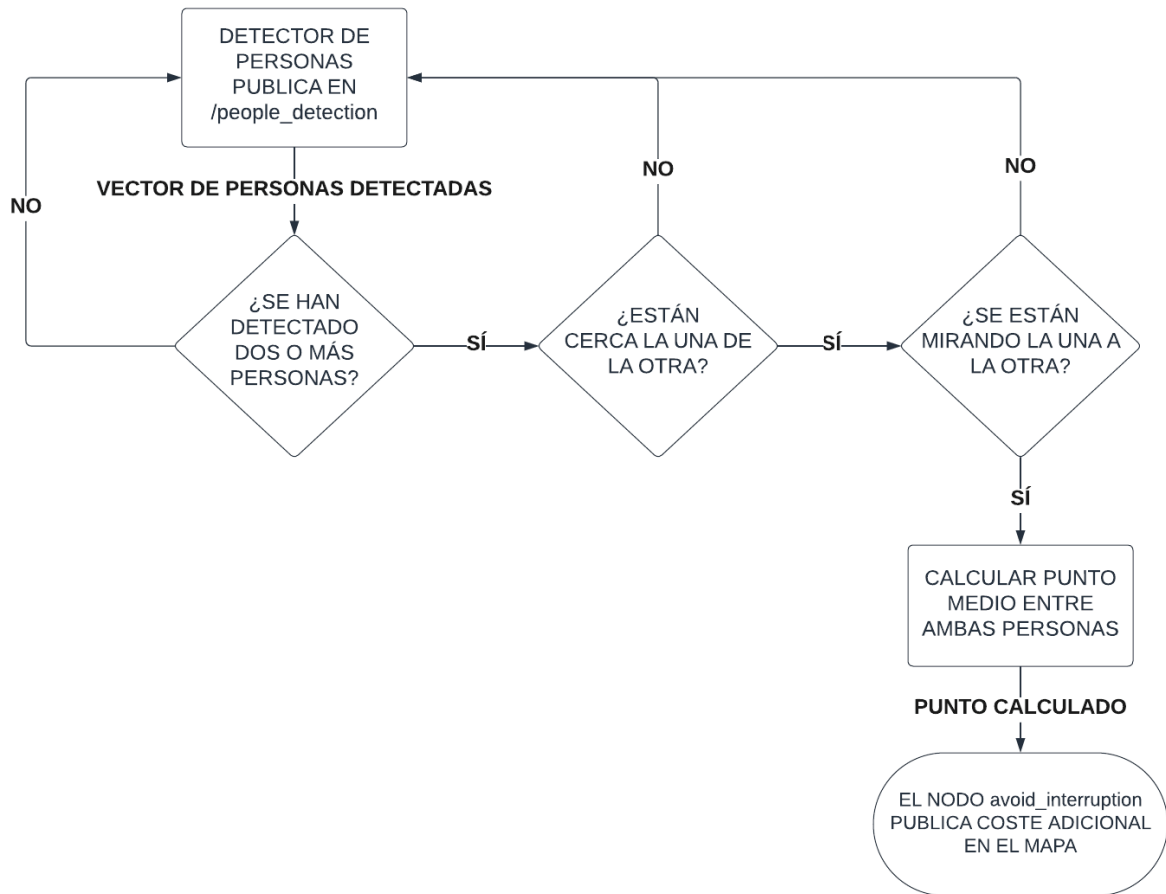 DETECTOR DE
PERSONAS
PUBLICA EN
/people_detection
VECTOR DE PERSONAS DETECTADAS
NO
¿SE HAN
DETECTADO
DOS O MÁS
PERSONAS?
SÍ
NO
¿ESTÁN
CERCA LA UNA DE
LA OTRA?
SÍ
NO
¿SE ESTÁN
MIRANDO LA UNA A
LA OTRA?
SÍ
CALCULAR PUNTO
MEDIO ENTRE
AMBAS PERSONAS
PUNTO CALCULADO
EL NODO avoid_interruption
PUBLICA COSTE ADICIONAL
EN EL MAPA